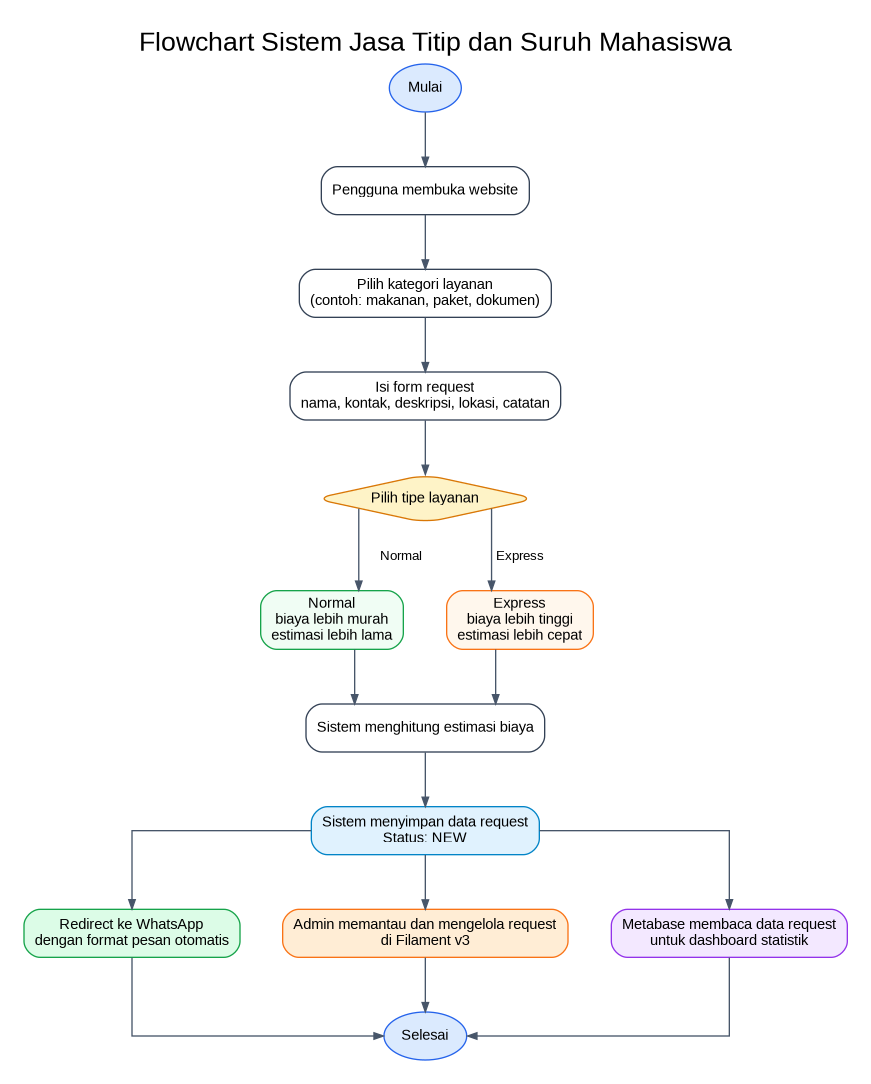 Flowchart Sistem Jasa Titip dan Suruh Mahasiswa
Mulai
Pengguna membuka website
Pilih kategori layanan
(contoh: makanan, paket, dokumen)
Isi form request
nama, kontak, deskripsi, lokasi, catatan
Pilih tipe layanan
Normal
Express
Normal
biaya lebih murah
estimasi lebih lama
Express
biaya lebih tinggi
estimasi lebih cepat
Sistem menghitung estimasi biaya
Sistem menyimpan data request
Status: NEW
Redirect ke WhatsApp
dengan format pesan otomatis
Admin memantau dan mengelola request
di Filament v3
Metabase membaca data request
untuk dashboard statistik
Selesai